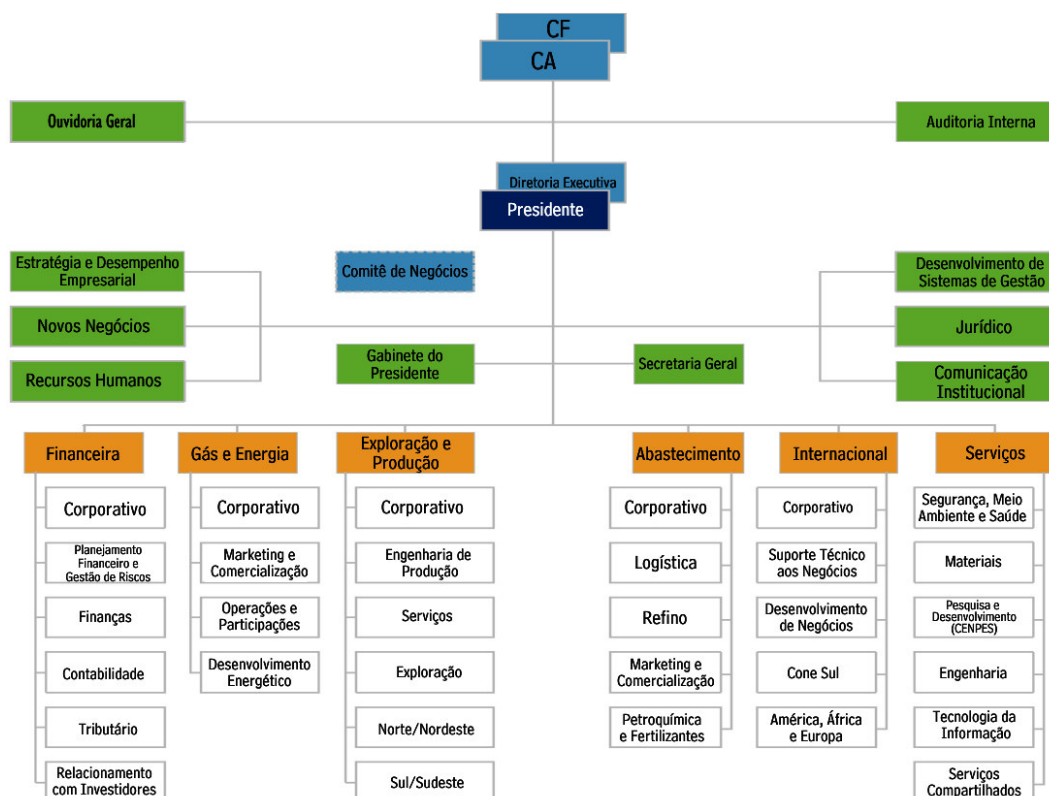 CF
CA
Ouvidoria Geral
Auditoria Interna
Diretoria Executiva
Presidente
Estratégia e Desempenho
Empresarial
Comitê de Negócios
Desenvolvimento de
Sistemas de Gestão
Novos Negócios
Jurídico
Gabinete do
Presidente
Secretaria Geral
Recursos Humanos
Comunicação
Institucional
Financeira
Gás e Energia
Exploração e
Produção
Abastecimento
Internacional
Serviços
Corporativo
Planejamento
Financeiro e
Gestão de Riscos
Finanças
Contabilidade
Tributário
Relacionamento
com Investidores
Corporativo
Marketing e
Comercialização
Operações e
Participações
Desenvolvimento
Energético
Corporativo
Engenharia de
Produção
Serviços
Exploração
Norte/Nordeste
Sul/Sudeste
Corporativo
Logística
Refino
Marketing e
Comercialização
Petroquímica
e Fertilizantes
Corporativo
Suporte Técnico
aos Negócios
Desenvolvimento
de Negócios
Cone Sul
América, África
e Europa
Segurança, Meio
Ambiente e Saúde
Materiais
Pesquisa e
Desenvolvimento
(CENPES)
Engenharia
Tecnologia da
Informação
Serviços
Compartilhados